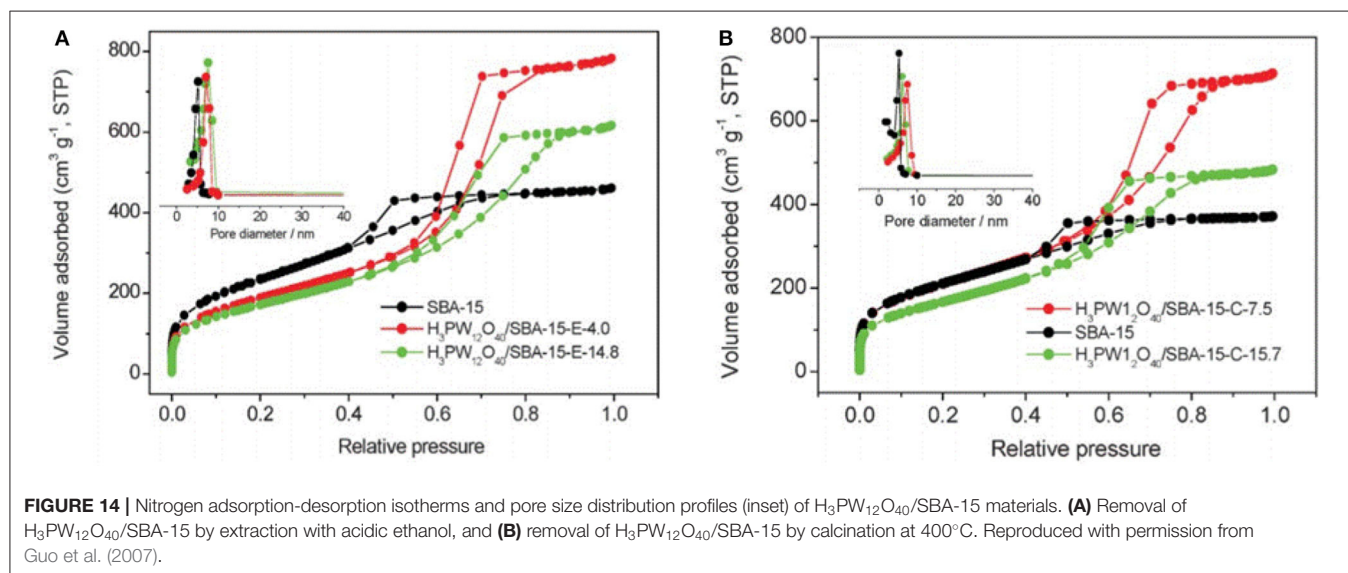 A
Volume adsorbed (cm³ g⁻¹, STP)
800
600
400
200
0
0 10 20 30 40
Pore diameter / nm
SBA-15
H₃PW₁₂O₄₀/SBA-15-E-4.0
H₃PW₁₂O₄₀/SBA-15-E-14.8
0.0 0.2 0.4 0.6 0.8 1.0
Relative pressure
B
Volume adsorbed (cm³ g⁻¹, STP)
800
600
400
200
0
0 10 20 30 40
Pore diameter / nm
H₃PW1₂O₄₀/SBA-15-C-7.5
SBA-15
H₃PW1₂O₄₀/SBA-15-C-15.7
0.0 0.2 0.4 0.6 0.8 1.0
Relative pressure
FIGURE 14 | Nitrogen adsorption-desorption isotherms and pore size distribution profiles (inset) of H₃PW₁₂O₄₀/SBA-15 materials. (A) Removal of
H₃PW₁₂O₄₀/SBA-15 by extraction with acidic ethanol, and (B) removal of H₃PW₁₂O₄₀/SBA-15 by calcination at 400°C. Reproduced with permission from
Guo et al. (2007).